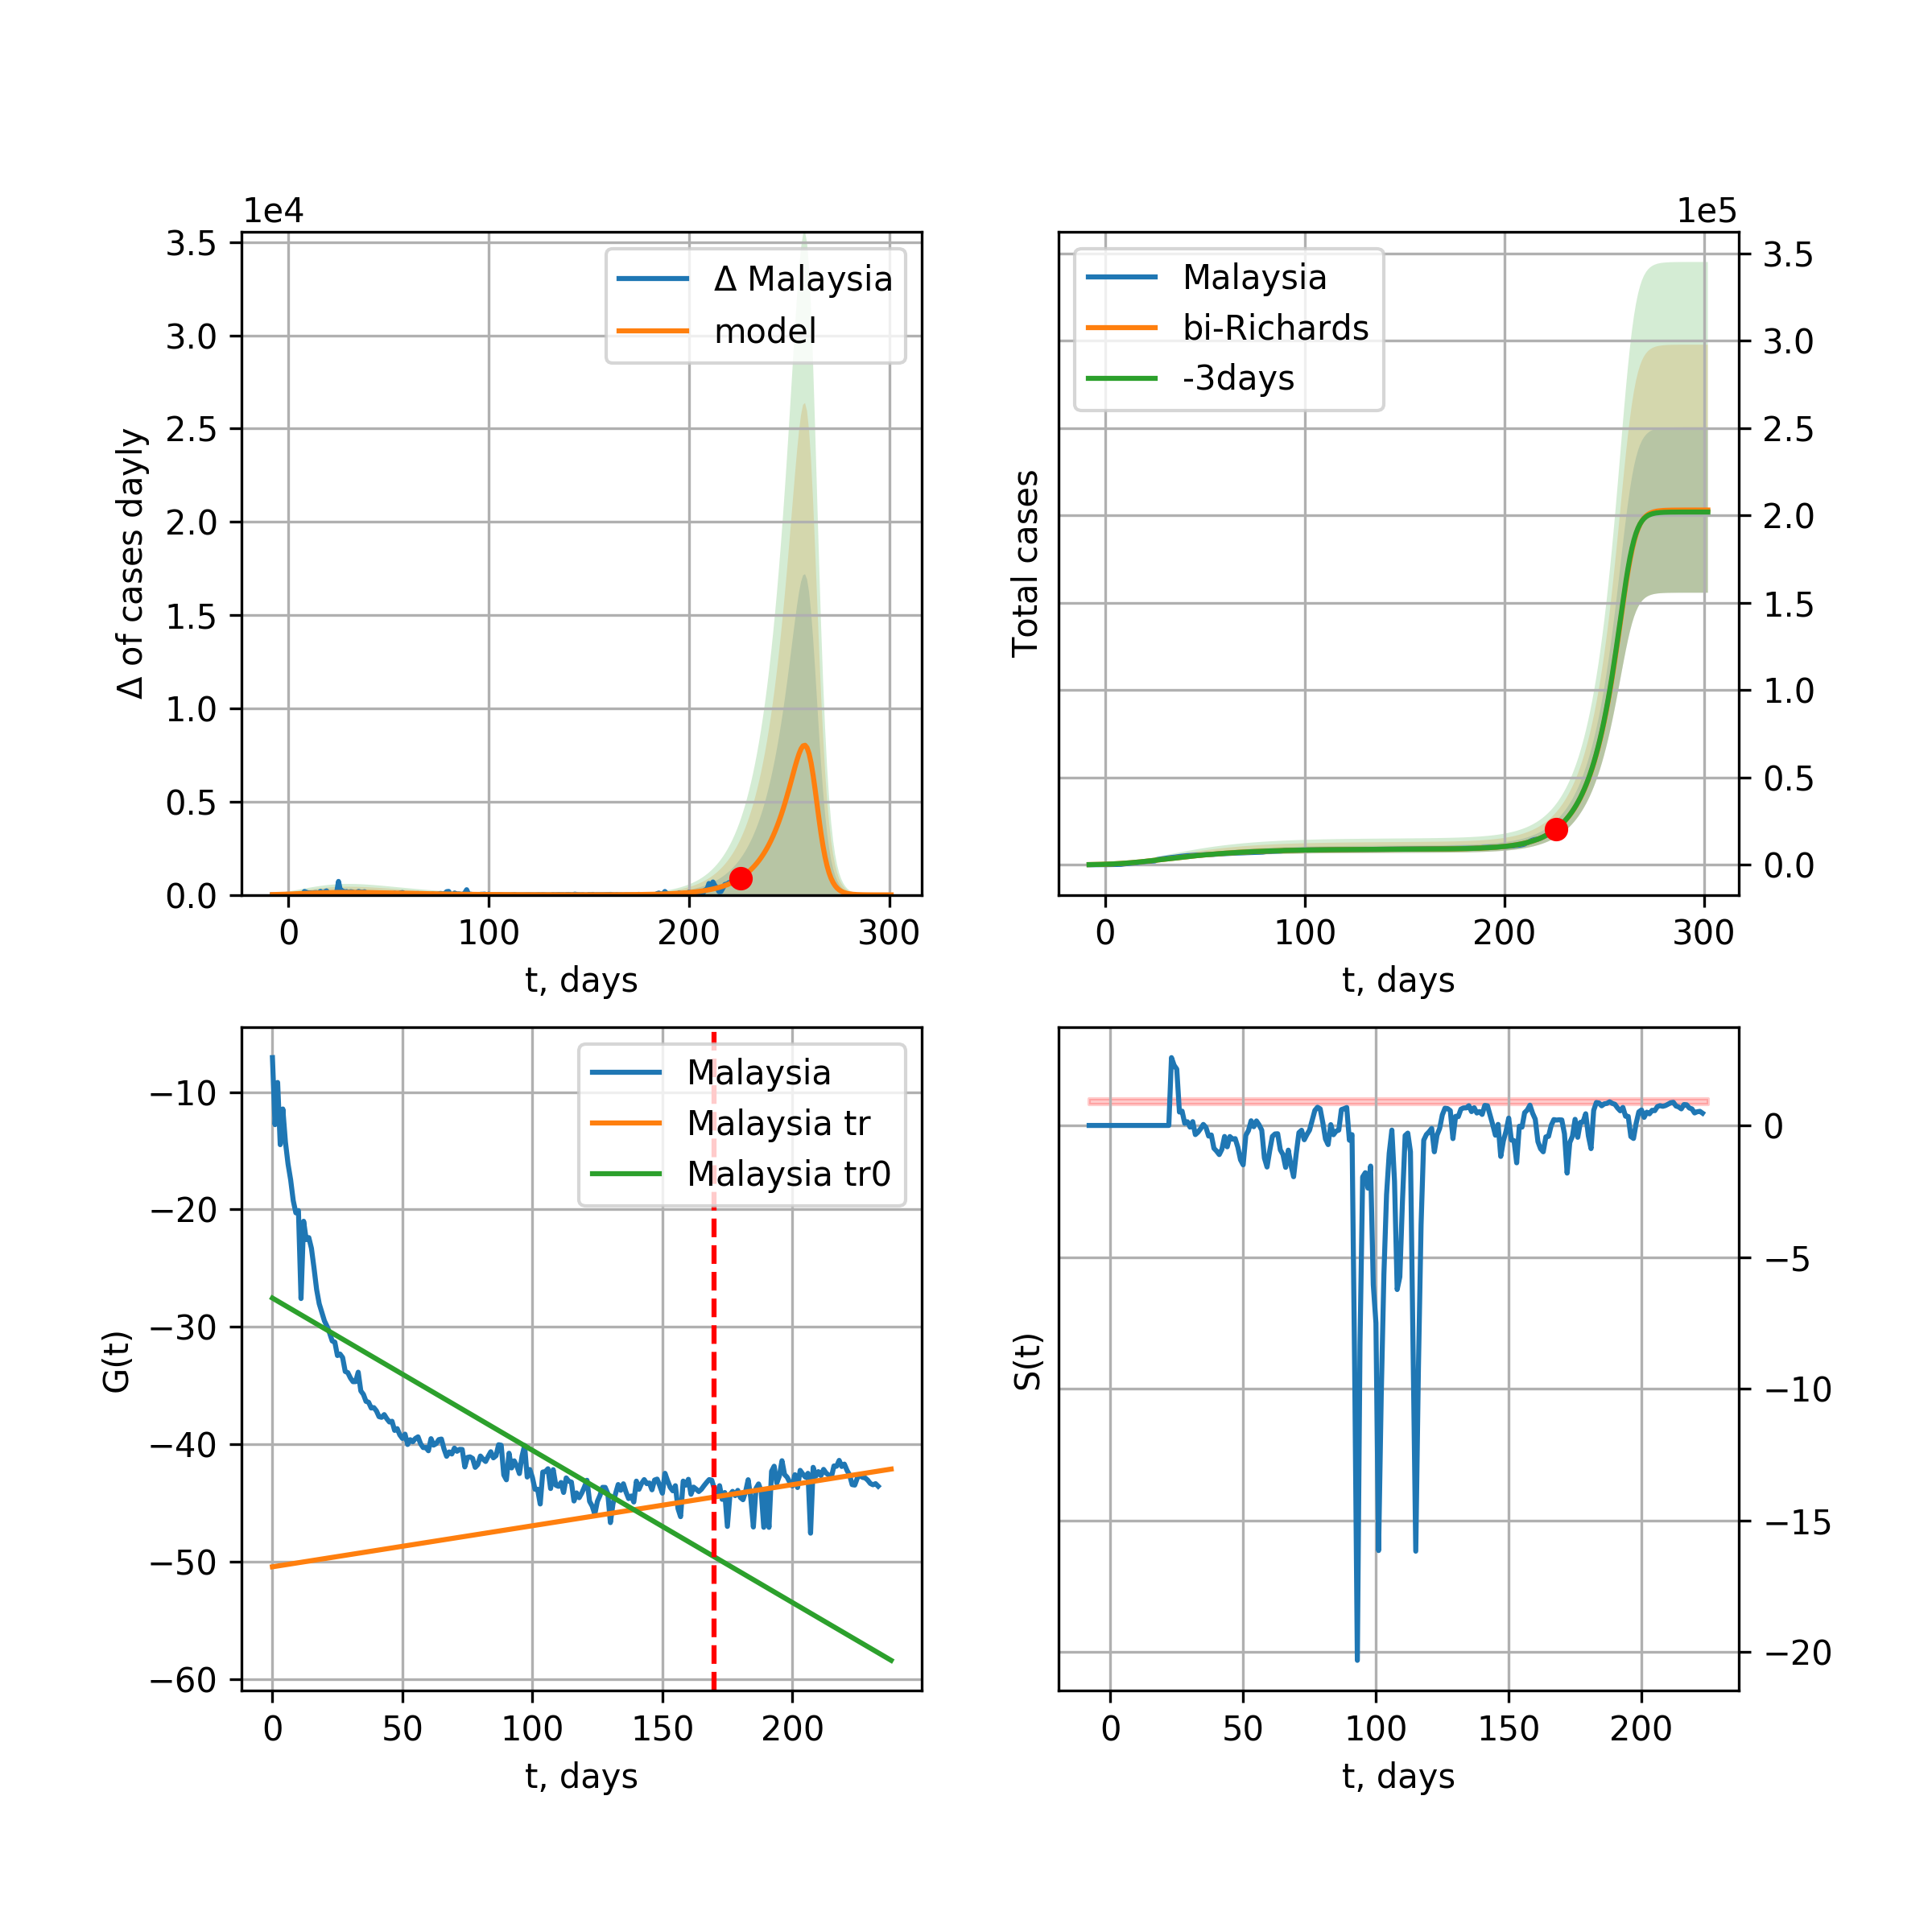 1e4
3.5
3.0
2.5
2.0
1.5
1.0
0.5
0.0
Δ of cases dayly
Δ Malaysia
model
0 100 200 300
t, days
1e5
3.5
3.0
2.5
2.0
1.5
1.0
0.5
0.0
Total cases
Malaysia
bi-Richards
-3days
0 100 200 300
t, days
−10
−20
−30
−40
−50
−60
G(t)
Malaysia
Malaysia tr
Malaysia tr0
0 50 100 150 200
t, days
0
−5
−10
−15
−20
S(t)
0 50 100 150 200
t, days